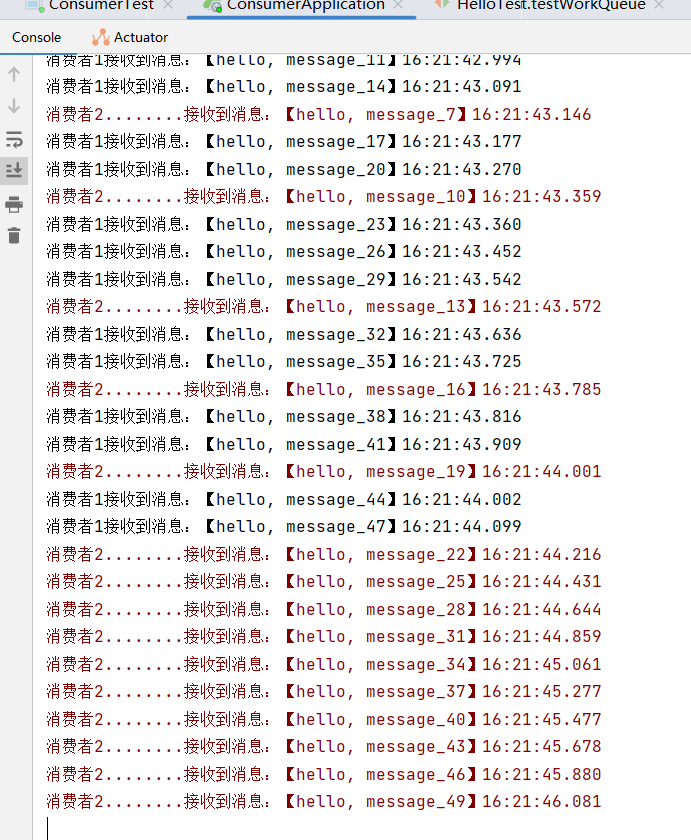 ConsumerTest
ConsumerApplication
HelloTest.testWorkQueue
Console
Actuator
消费者1接收到消息：【hello, message_11】16:21:42.994
消费者1接收到消息：【hello, message_14】16:21:43.091
消费者2........接收到消息：【hello, message_7】16:21:43.146
消费者1接收到消息：【hello, message_17】16:21:43.177
消费者1接收到消息：【hello, message_20】16:21:43.270
消费者2........接收到消息：【hello, message_10】16:21:43.359
消费者1接收到消息：【hello, message_23】16:21:43.360
消费者1接收到消息：【hello, message_26】16:21:43.452
消费者1接收到消息：【hello, message_29】16:21:43.542
消费者2........接收到消息：【hello, message_13】16:21:43.572
消费者1接收到消息：【hello, message_32】16:21:43.636
消费者1接收到消息：【hello, message_35】16:21:43.725
消费者2........接收到消息：【hello, message_16】16:21:43.785
消费者1接收到消息：【hello, message_38】16:21:43.816
消费者1接收到消息：【hello, message_41】16:21:43.909
消费者2........接收到消息：【hello, message_19】16:21:44.001
消费者1接收到消息：【hello, message_44】16:21:44.002
消费者1接收到消息：【hello, message_47】16:21:44.099
消费者2........接收到消息：【hello, message_22】16:21:44.216
消费者2........接收到消息：【hello, message_25】16:21:44.431
消费者2........接收到消息：【hello, message_28】16:21:44.644
消费者2........接收到消息：【hello, message_31】16:21:44.859
消费者2........接收到消息：【hello, message_34】16:21:45.061
消费者2........接收到消息：【hello, message_37】16:21:45.277
消费者2........接收到消息：【hello, message_40】16:21:45.477
消费者2........接收到消息：【hello, message_43】16:21:45.678
消费者2........接收到消息：【hello, message_46】16:21:45.880
消费者2........接收到消息：【hello, message_49】16:21:46.081